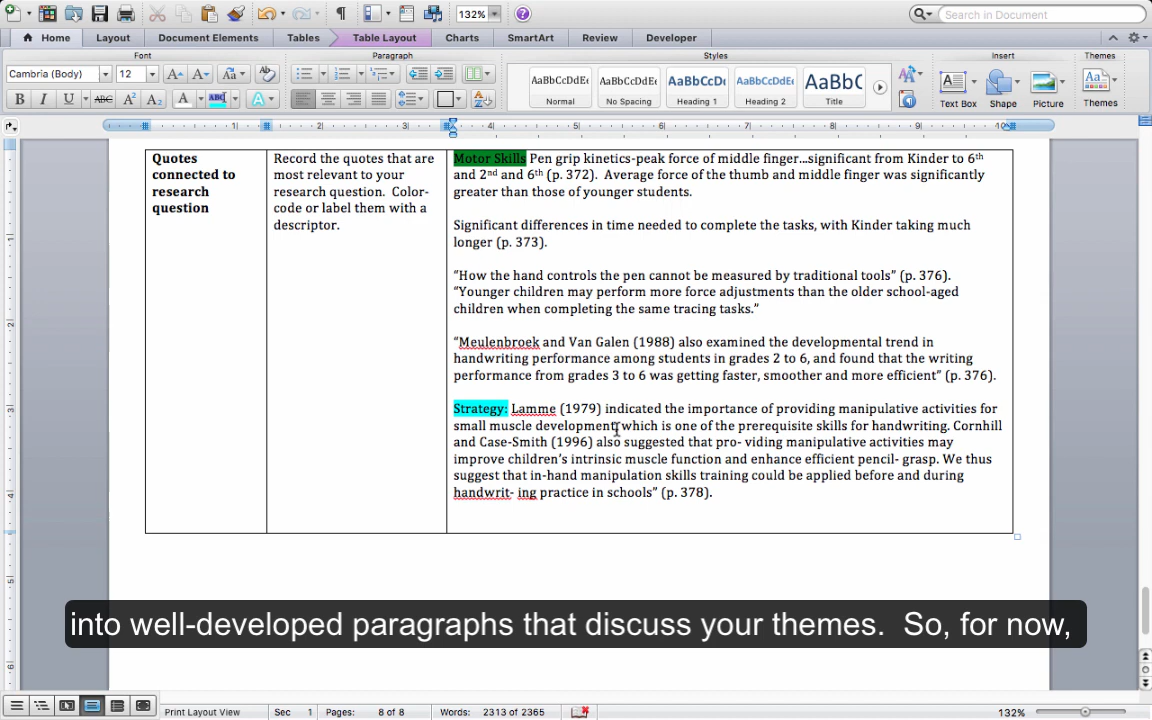 132%
Search in Document
Home Layout Document Elements Tables Table Layout Charts SmartArt Review Developer
Font Paragraph Styles Insert Themes
Cambria (Body) 12
AaBbCcDdEe AaBbCcDdEe AaBbCcDc AaBbCcDdEe AaBbC
Normal No Spacing Heading 1 Heading 2 Title
Text Box Shape Picture Themes
Quotes
connected to
research
question
Record the quotes that are
most relevant to your
research question. Color-
code or label them with a
descriptor.
Motor Skills Pen grip kinetics-peak force of middle finger...significant from Kinder to 6th
and 2nd and 6th (p. 372). Average force of the thumb and middle finger was significantly
greater than those of younger students.
Significant differences in time needed to complete the tasks, with Kinder taking much
longer (p. 373).
“How the hand controls the pen cannot be measured by traditional tools” (p. 376).
“Younger children may perform more force adjustments than the older school-aged
children when completing the same tracing tasks.”
“Meulenbroek and Van Galen (1988) also examined the developmental trend in
handwriting performance among students in grades 2 to 6, and found that the writing
performance from grades 3 to 6 was getting faster, smoother and more efficient” (p. 376).
Strategy: Lamme (1979) indicated the importance of providing manipulative activities for
small muscle development, which is one of the prerequisite skills for handwriting. Cornhill
and Case-Smith (1996) also suggested that pro- viding manipulative activities may
improve children’s intrinsic muscle function and enhance efficient pencil- grasp. We thus
suggest that in-hand manipulation skills training could be applied before and during
handwrit- ing practice in schools” (p. 378).
into well-developed paragraphs that discuss your themes. So, for now,
Print Layout View Sec 1 Pages: 8 of 8 Words: 2313 of 2365 132%